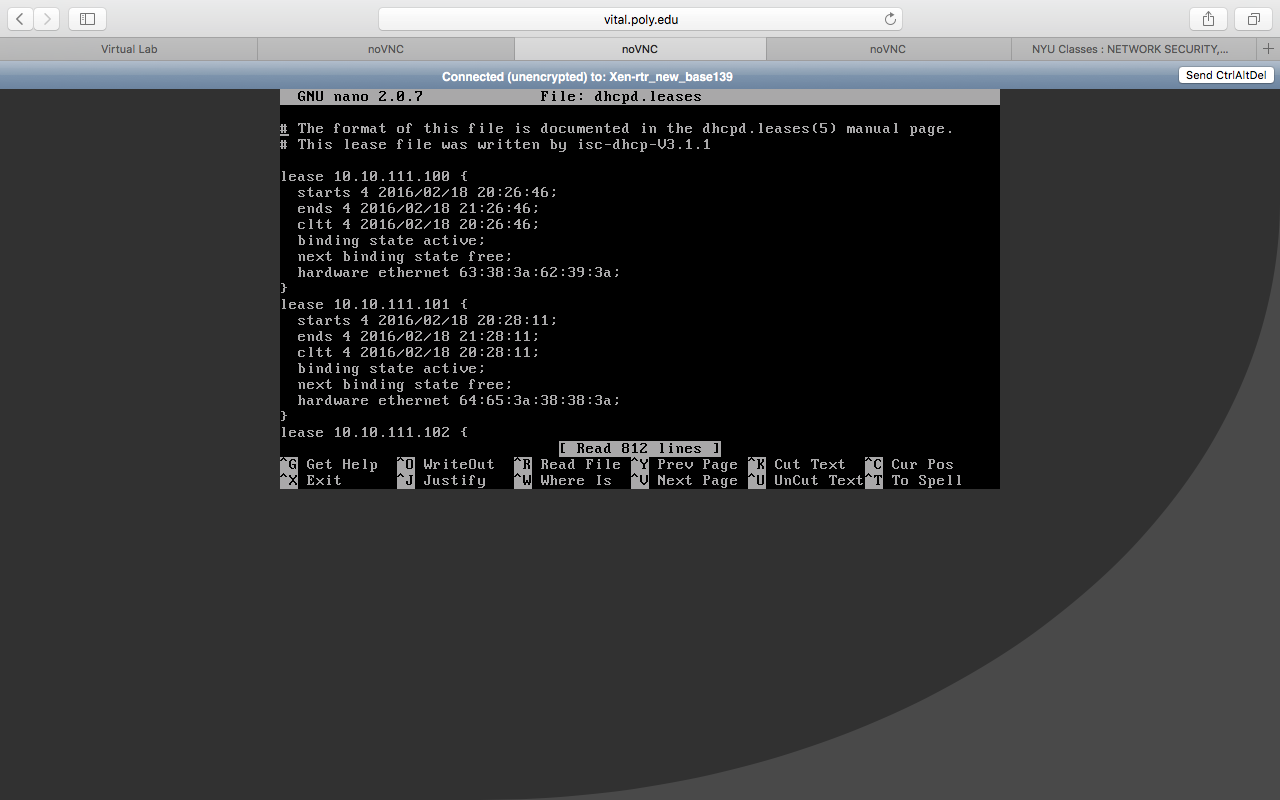 vital.poly.edu
Virtual Lab
noVNC
noVNC
noVNC
NYU Classes : NETWORK SECURITY,...
Connected (unencrypted) to: Xen-rtr_new_base139
Send CtrlAltDel
GNU nano 2.0.7 File: dhcpd.leases
# The format of this file is documented in the dhcpd.leases(5) manual page.
# This lease file was written by isc-dhcp-V3.1.1
lease 10.10.111.100 {
starts 4 2016/02/18 20:26:46;
ends 4 2016/02/18 21:26:46;
cltt 4 2016/02/18 20:26:46;
binding state active;
next binding state free;
hardware ethernet 63:38:3a:62:39:3a;
}
lease 10.10.111.101 {
starts 4 2016/02/18 20:28:11;
ends 4 2016/02/18 21:28:11;
cltt 4 2016/02/18 20:28:11;
binding state active;
next binding state free;
hardware ethernet 64:65:3a:38:38:3a;
}
lease 10.10.111.102 {
[ Read 812 lines ]
^G Get Help ^O WriteOut ^R Read File ^Y Prev Page ^K Cut Text ^C Cur Pos
^X Exit ^J Justify ^W Where Is ^V Next Page ^U UnCut Text ^T To Spell